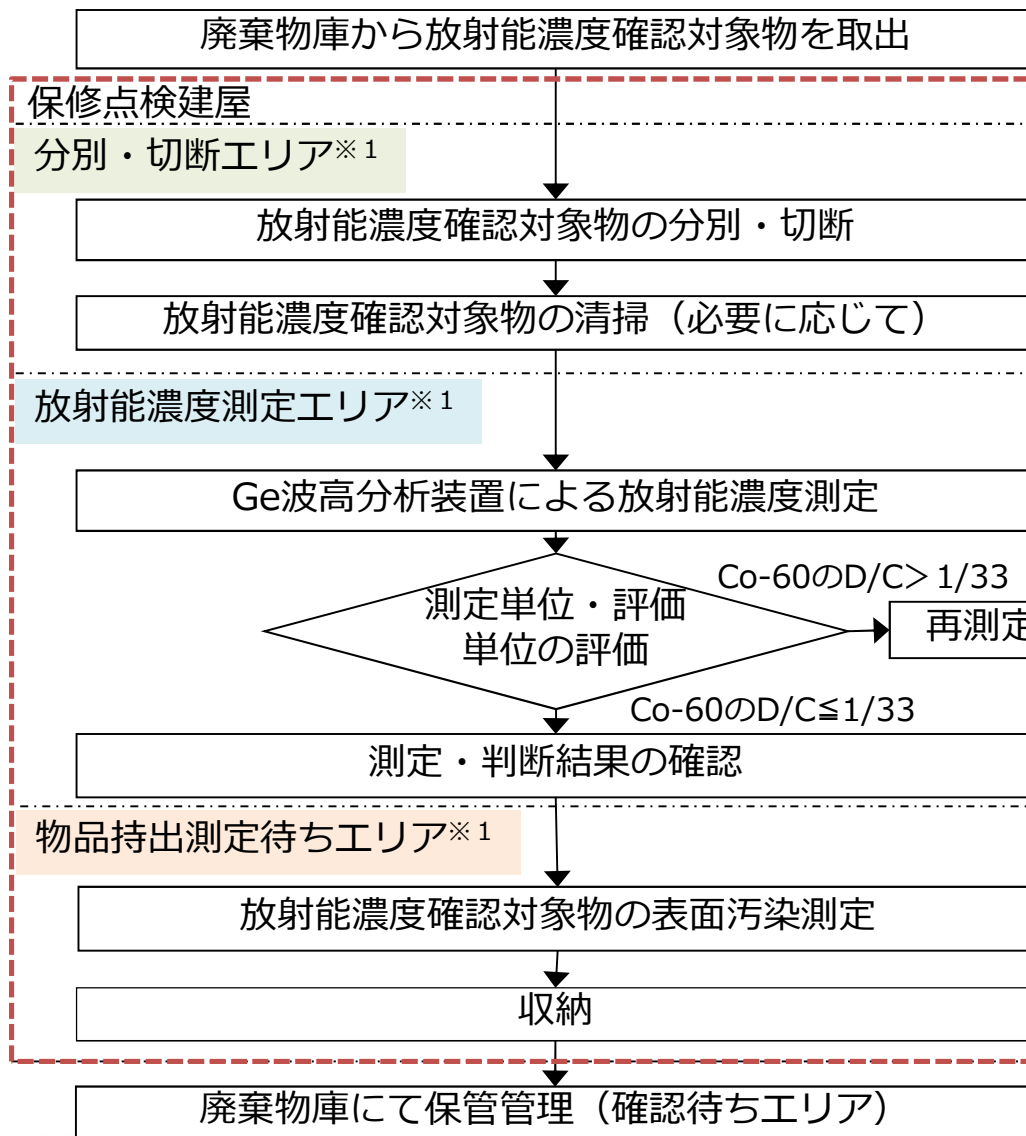 廃棄物庫から放射能濃度確認対象物を取出
保修点検建屋
分別・切断エリア※1
放射能濃度確認対象物の分別・切断
放射能濃度確認対象物の清掃（必要に応じて）
放射能濃度測定エリア※1
Ge波高分析装置による放射能濃度測定
Co-60のD/C＞1/33
測定単位・評価
単位の評価
再測定
Co-60のD/C≦1/33
測定・判断結果の確認
物品持出測定待ちエリア※1
放射能濃度確認対象物の表面汚染測定
収納
廃棄物庫にて保管管理（確認待ちエリア）